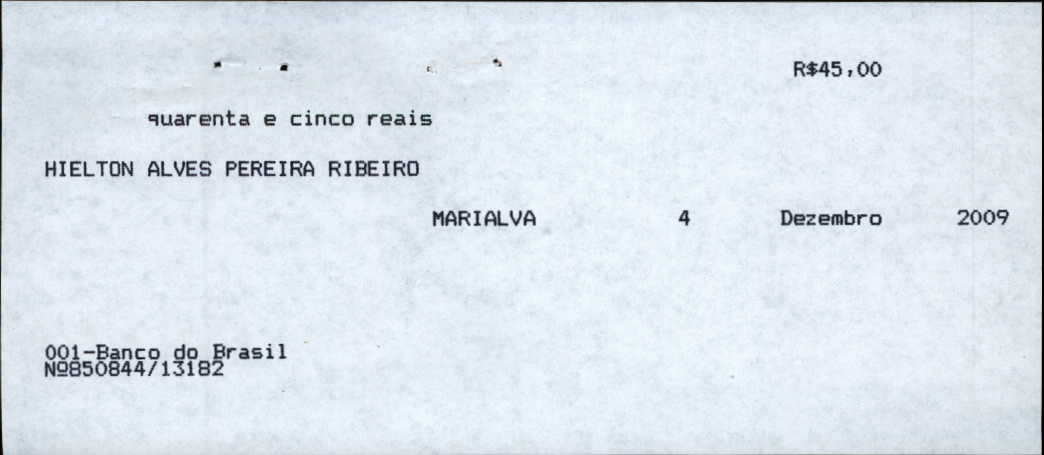 R$45,00
quarenta e cinco reais
HIELTON ALVES PEREIRA RIBEIRO
MARIALVA 4 Dezembro 2009
001-Banco do Brasil
Nº850844/13182